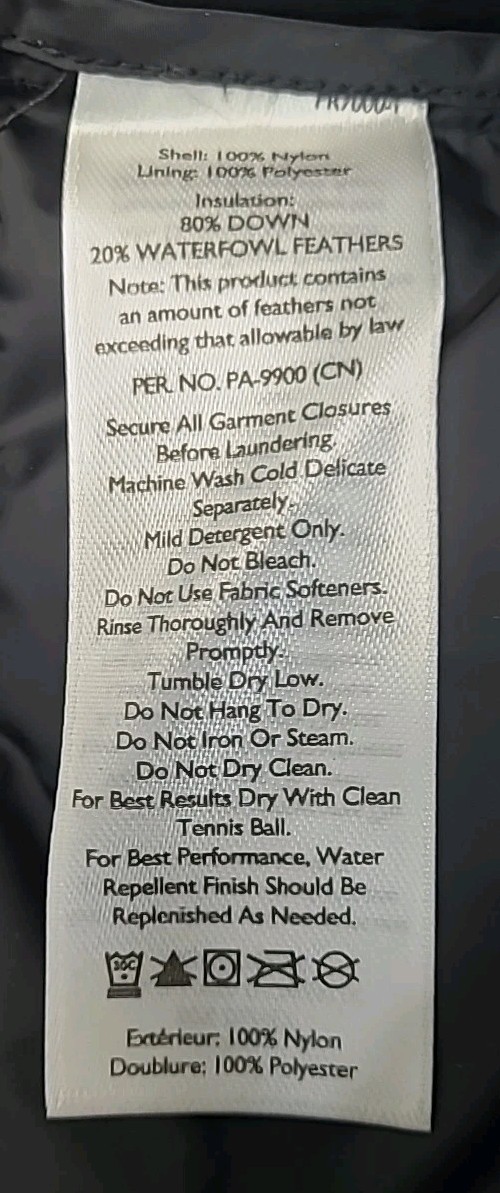 Shell: 100% Nylon
Lining: 100% Polyester
Insulation:
80% DOWN
20% WATERFOWL FEATHERS
Note: This product contains
an amount of feathers not
exceeding that allowable by law
PER. NO. PA-9900 (CN)
Secure All Garment Closures
Before Laundering.
Machine Wash Cold Delicate
Separately.
Mild Detergent Only.
Do Not Bleach.
Do Not Use Fabric Softeners.
Rinse Thoroughly And Remove
Promptly.
Tumble Dry Low.
Do Not Hang To Dry.
Do Not Iron Or Steam.
Do Not Dry Clean.
For Best Results Dry With Clean
Tennis Ball.
For Best Performance, Water
Repellent Finish Should Be
Replenished As Needed.
30C
Extérieur: 100% Nylon
Doublure: 100% Polyester